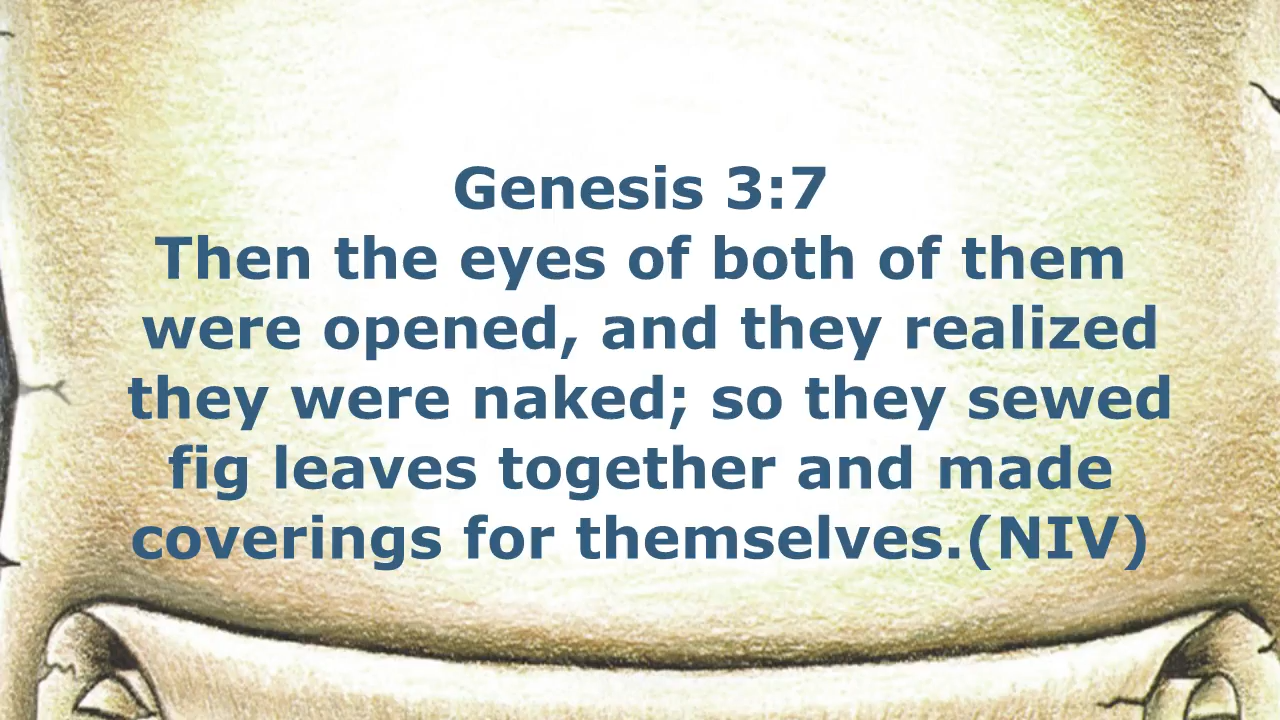 Genesis 3:7
Then the eyes of both of them
were opened, and they realized
they were naked; so they sewed
fig leaves together and made
coverings for themselves.(NIV)